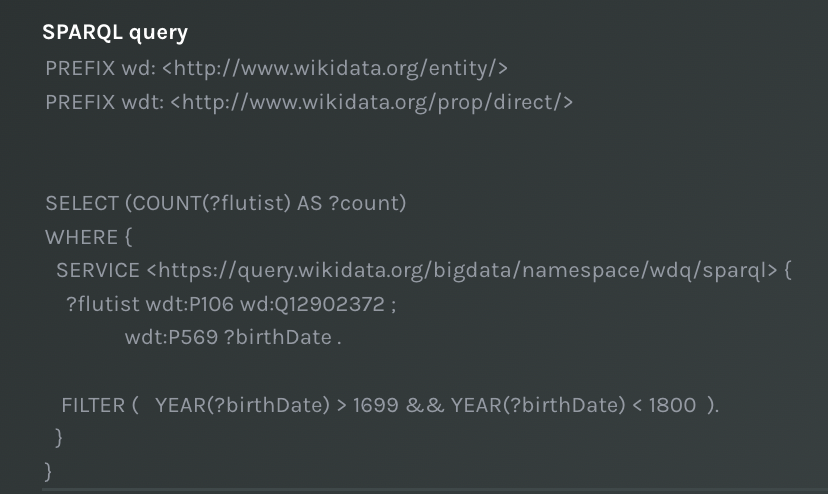 SPARQL query
PREFIX wd: <http://www.wikidata.org/entity/>
PREFIX wdt: <http://www.wikidata.org/prop/direct/>
SELECT (COUNT(?flutist) AS ?count)
WHERE {
SERVICE <https://query.wikidata.org/bigdata/namespace/wdq/sparql> {
?flutist wdt:P106 wd:Q12902372 ;
wdt:P569 ?birthDate .
FILTER (   YEAR(?birthDate) > 1699 && YEAR(?birthDate) < 1800  ).
}
}